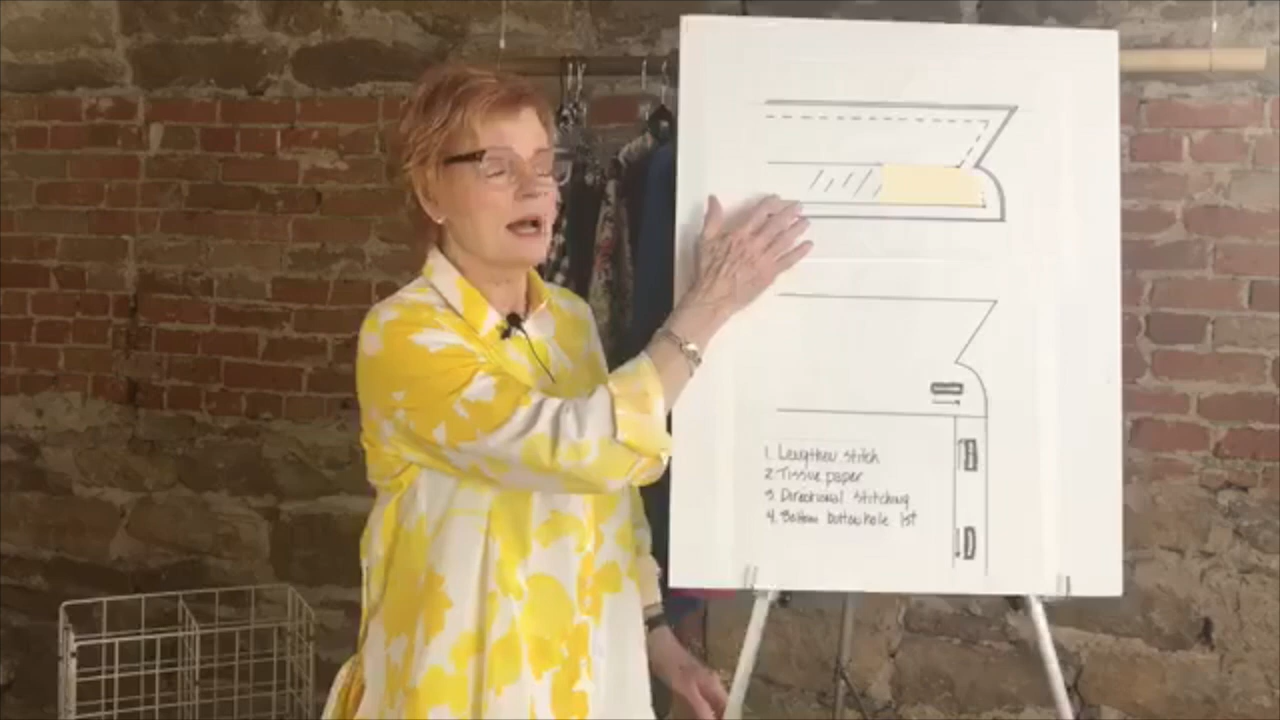 1. Lengthen stitch
2. Tissue paper
3. Directional stitching
4. Bottom buttonhole 1st